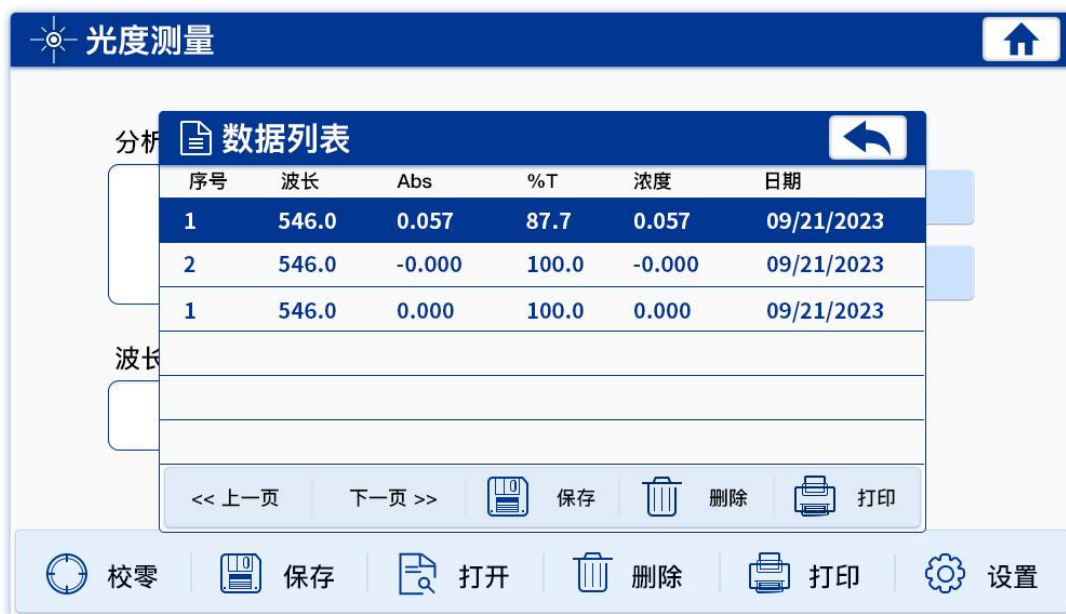 光度测量
分析
数据列表
序号 波长 Abs %T 浓度 日期
1 546.0 0.057 87.7 0.057 09/21/2023
2 546.0 -0.000 100.0 -0.000 09/21/2023
1 546.0 0.000 100.0 0.000 09/21/2023
波长
<< 上一页 下一页 >> 保存 删除 打印
校零 保存 打开 删除 打印 设置